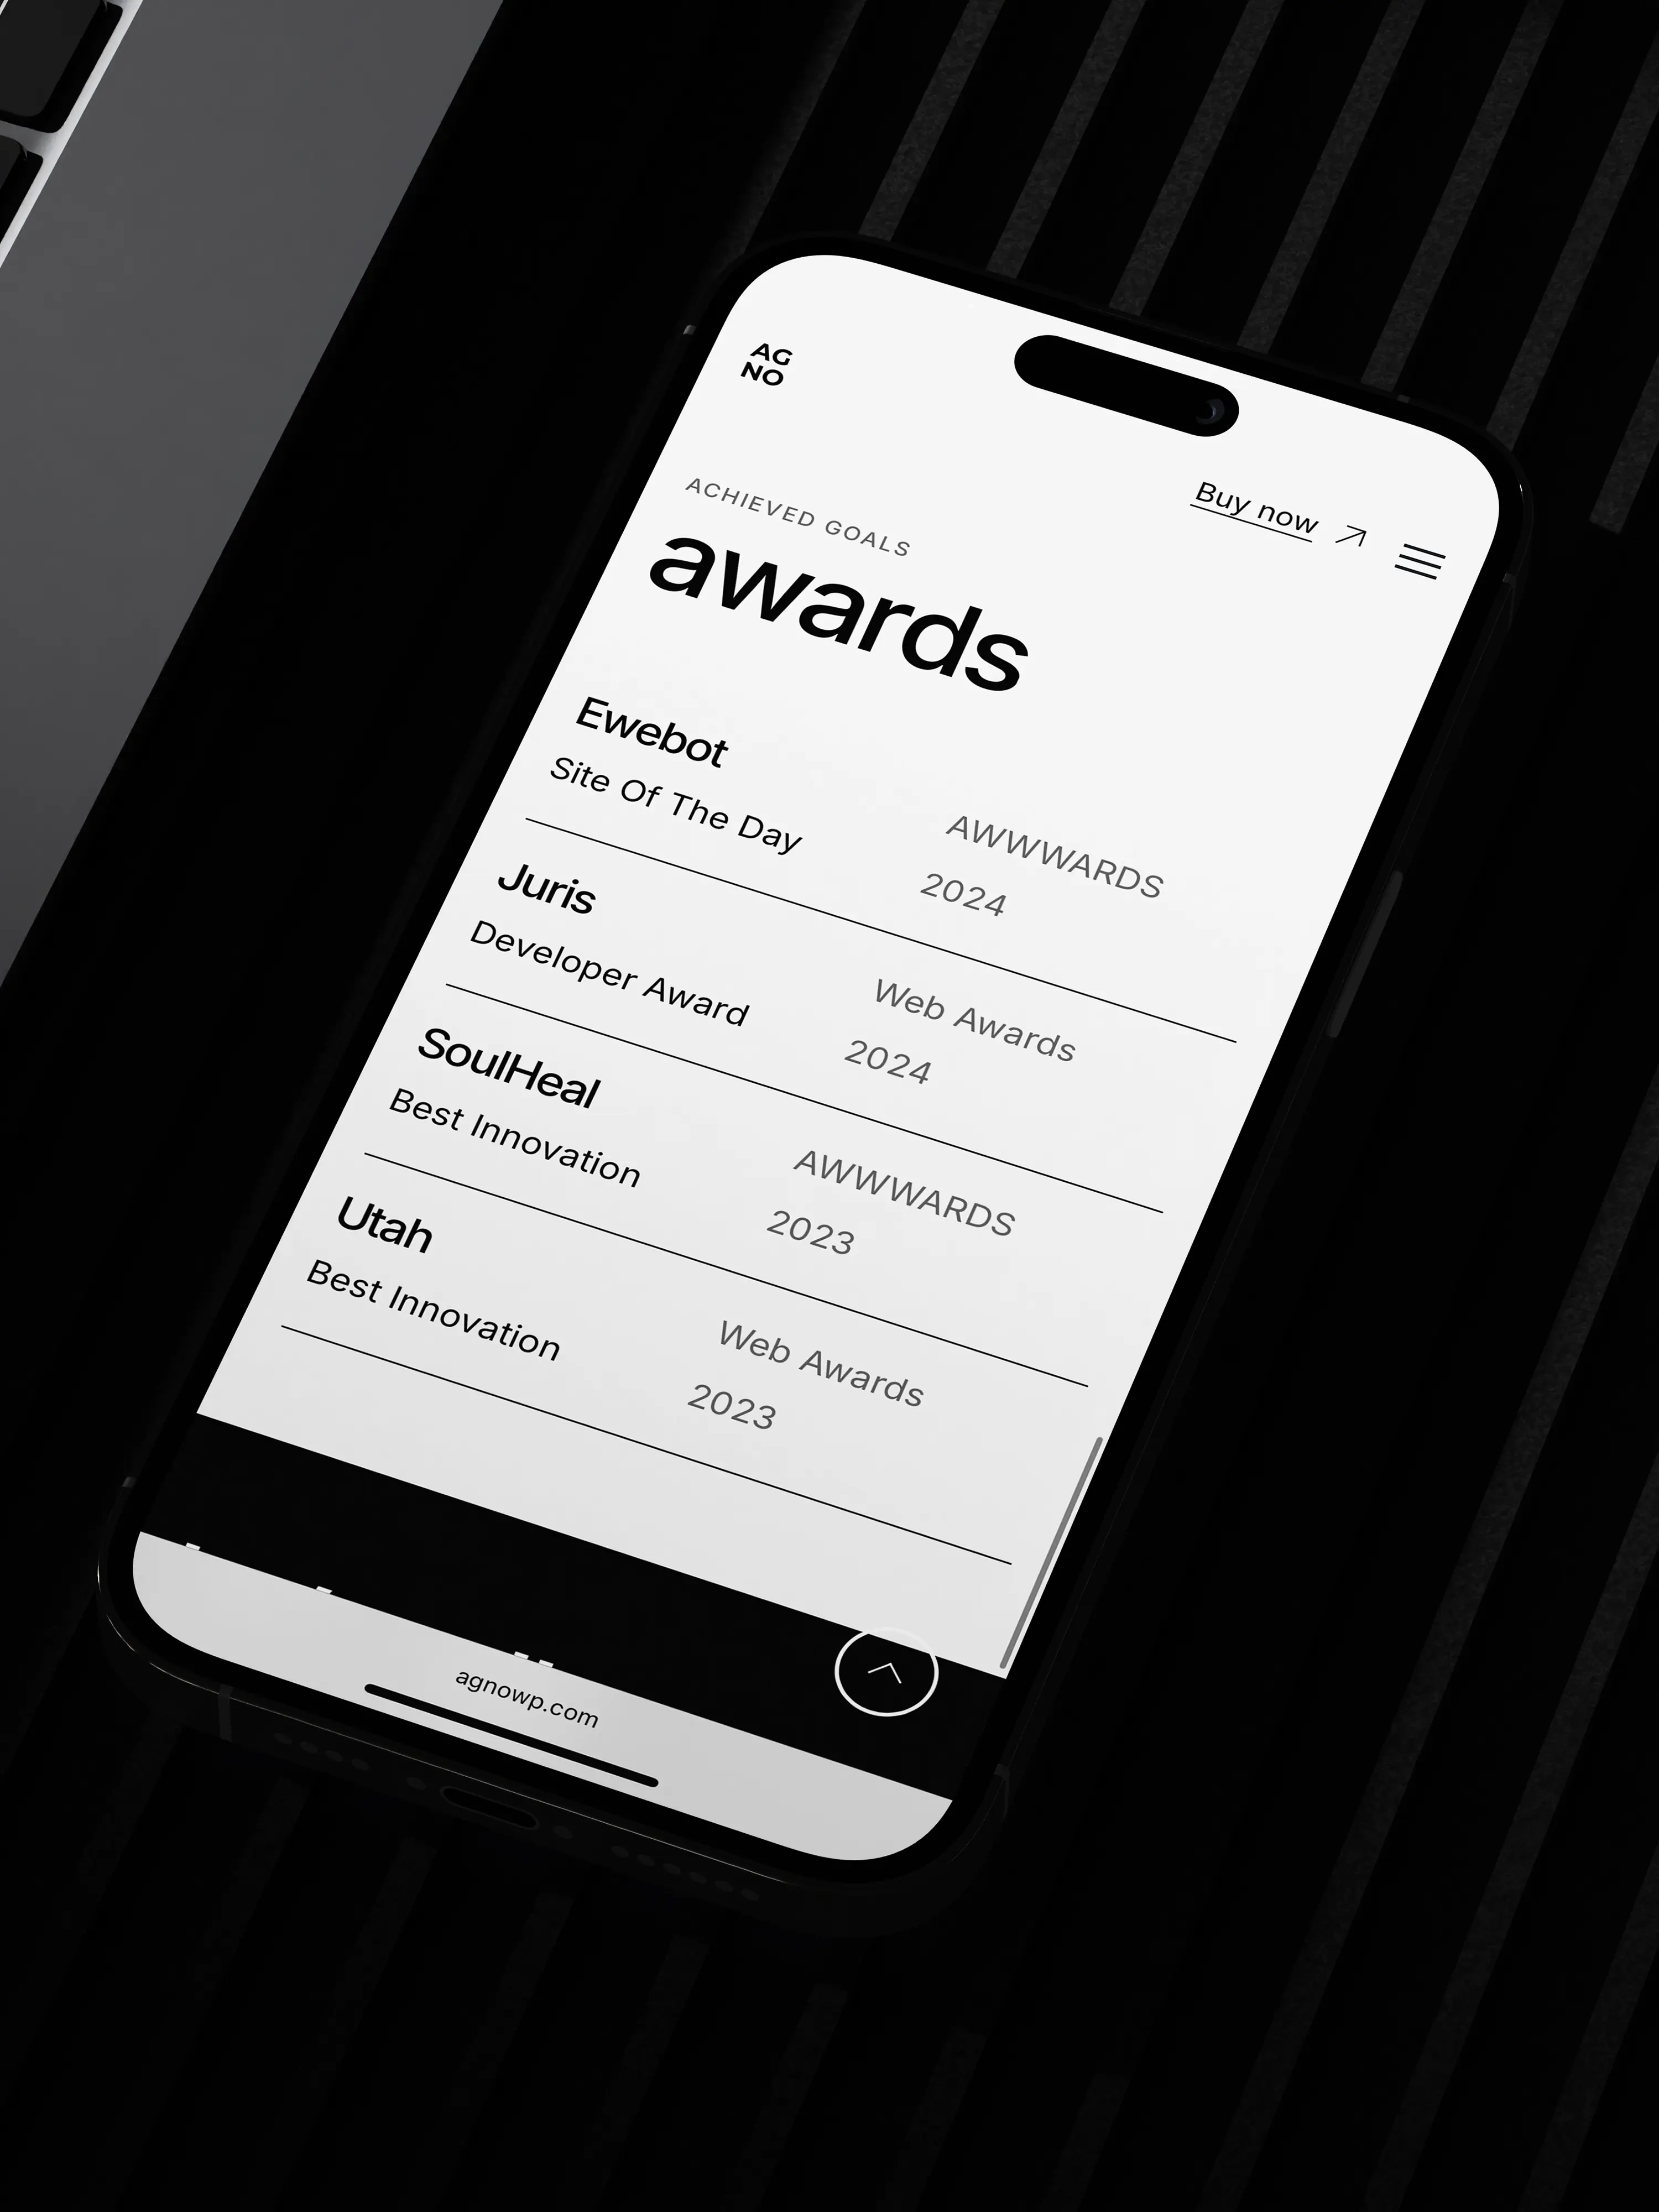 AG
NO
Buy now
ACHIEVED GOALS
awards
Ewebot
Site Of The Day
AWWWARDS
2024
Juris
Developer Award
Web Awards
2024
SoulHeal
Best Innovation
AWWWARDS
2023
Utah
Best Innovation
Web Awards
2023
agnowp.com